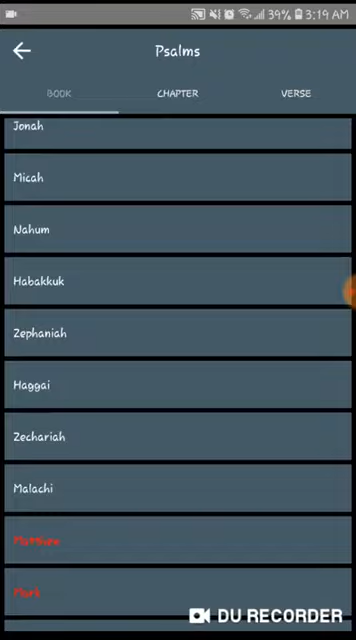 39% 3:19 AM
Psalms
BOOK CHAPTER VERSE
Jonah
Micah
Nahum
Habakkuk
Zephaniah
Haggai
Zechariah
Malachi
Matthew
Mark
DU RECORDER